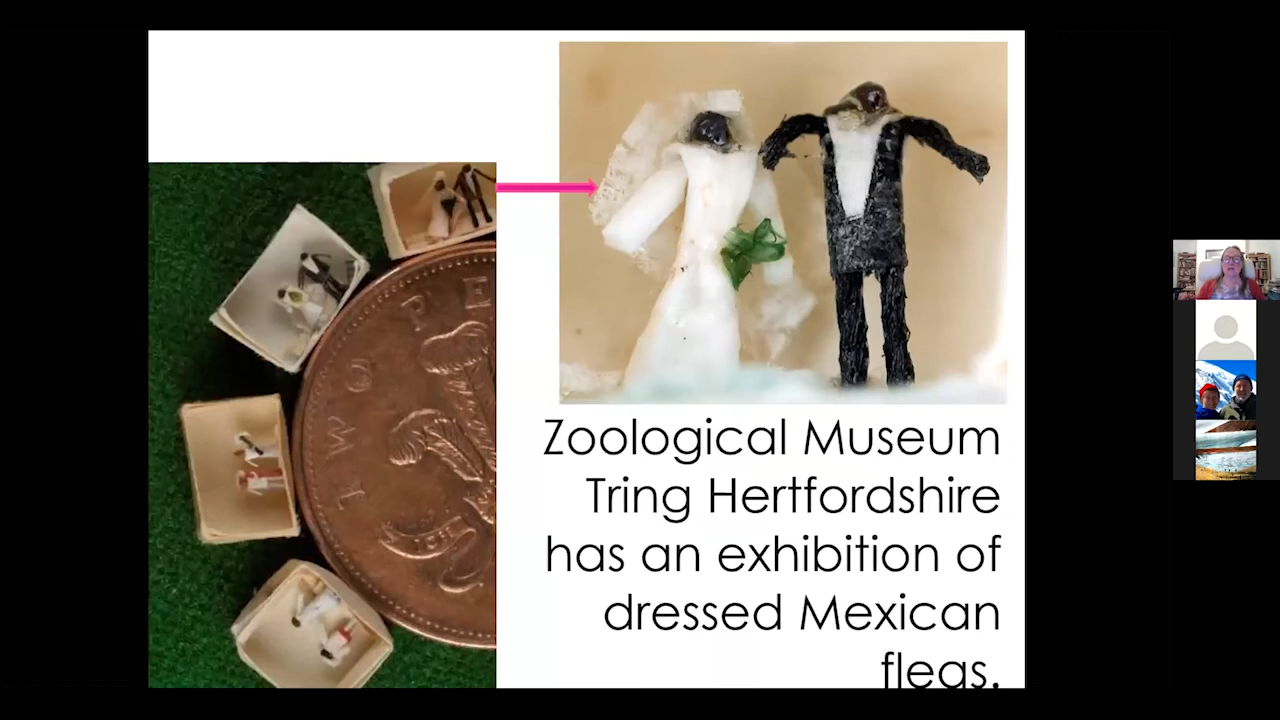 TWO PE
Zoological Museum
Tring Hertfordshire
has an exhibition of
dressed Mexican
fleas.